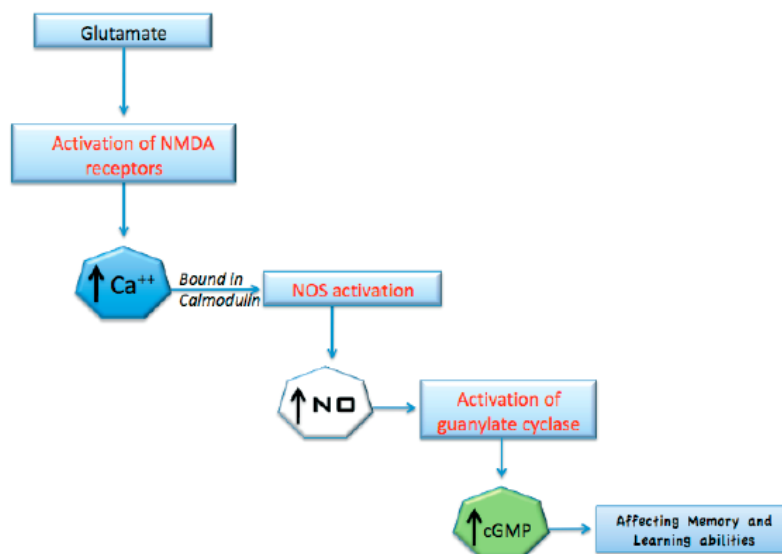 Glutamate
Activation of NMDA
receptors
Ca⁺⁺
Bound in
Calmodulin
NOS activation
NO
Activation of
guanylate cyclase
cGMP
Affecting Memory and
Learning abilities